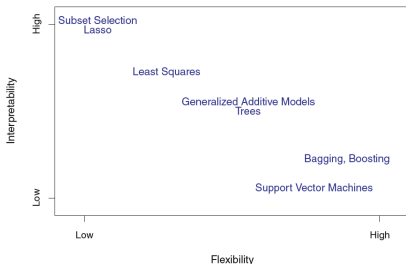 High
Subset Selection
Lasso
Least Squares
Generalized Additive Models
Trees
Bagging, Boosting
Support Vector Machines
Interpretability
Low
Low
High
Flexibility